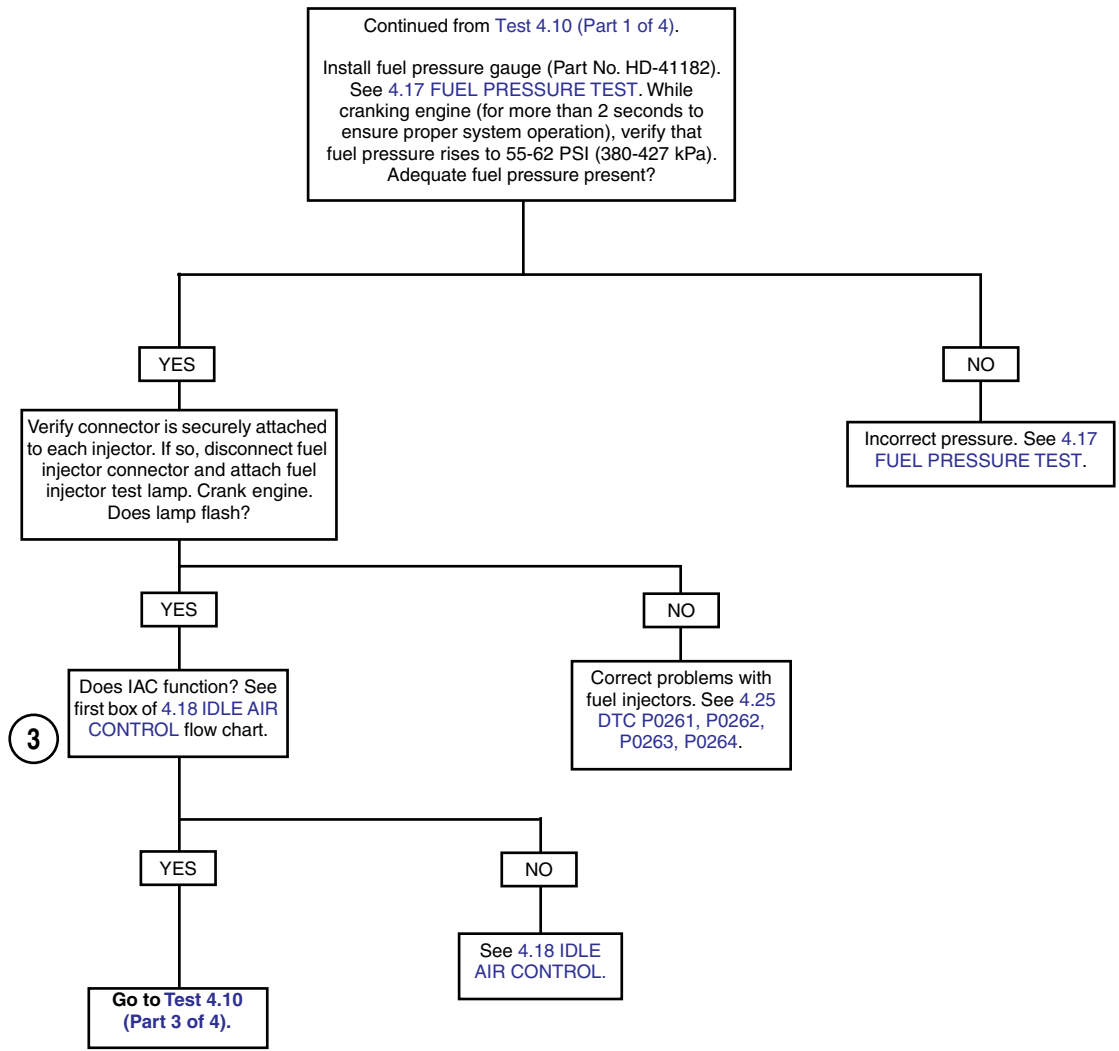 Continued from Test 4.10 (Part 1 of 4).
Install fuel pressure gauge (Part No. HD-41182).
See 4.17 FUEL PRESSURE TEST. While
cranking engine (for more than 2 seconds to
ensure proper system operation), verify that
fuel pressure rises to 55-62 PSI (380-427 kPa).
Adequate fuel pressure present?
YES
NO
Verify connector is securely attached
to each injector. If so, disconnect fuel
injector connector and attach fuel
injector test lamp. Crank engine.
Does lamp flash?
Incorrect pressure. See 4.17
FUEL PRESSURE TEST.
YES
NO
Does IAC function? See
first box of 4.18 IDLE AIR
CONTROL flow chart.
3
Correct problems with
fuel injectors. See 4.25
DTC P0261, P0262,
P0263, P0264.
YES
NO
See 4.18 IDLE
AIR CONTROL.
Go to Test 4.10
(Part 3 of 4).